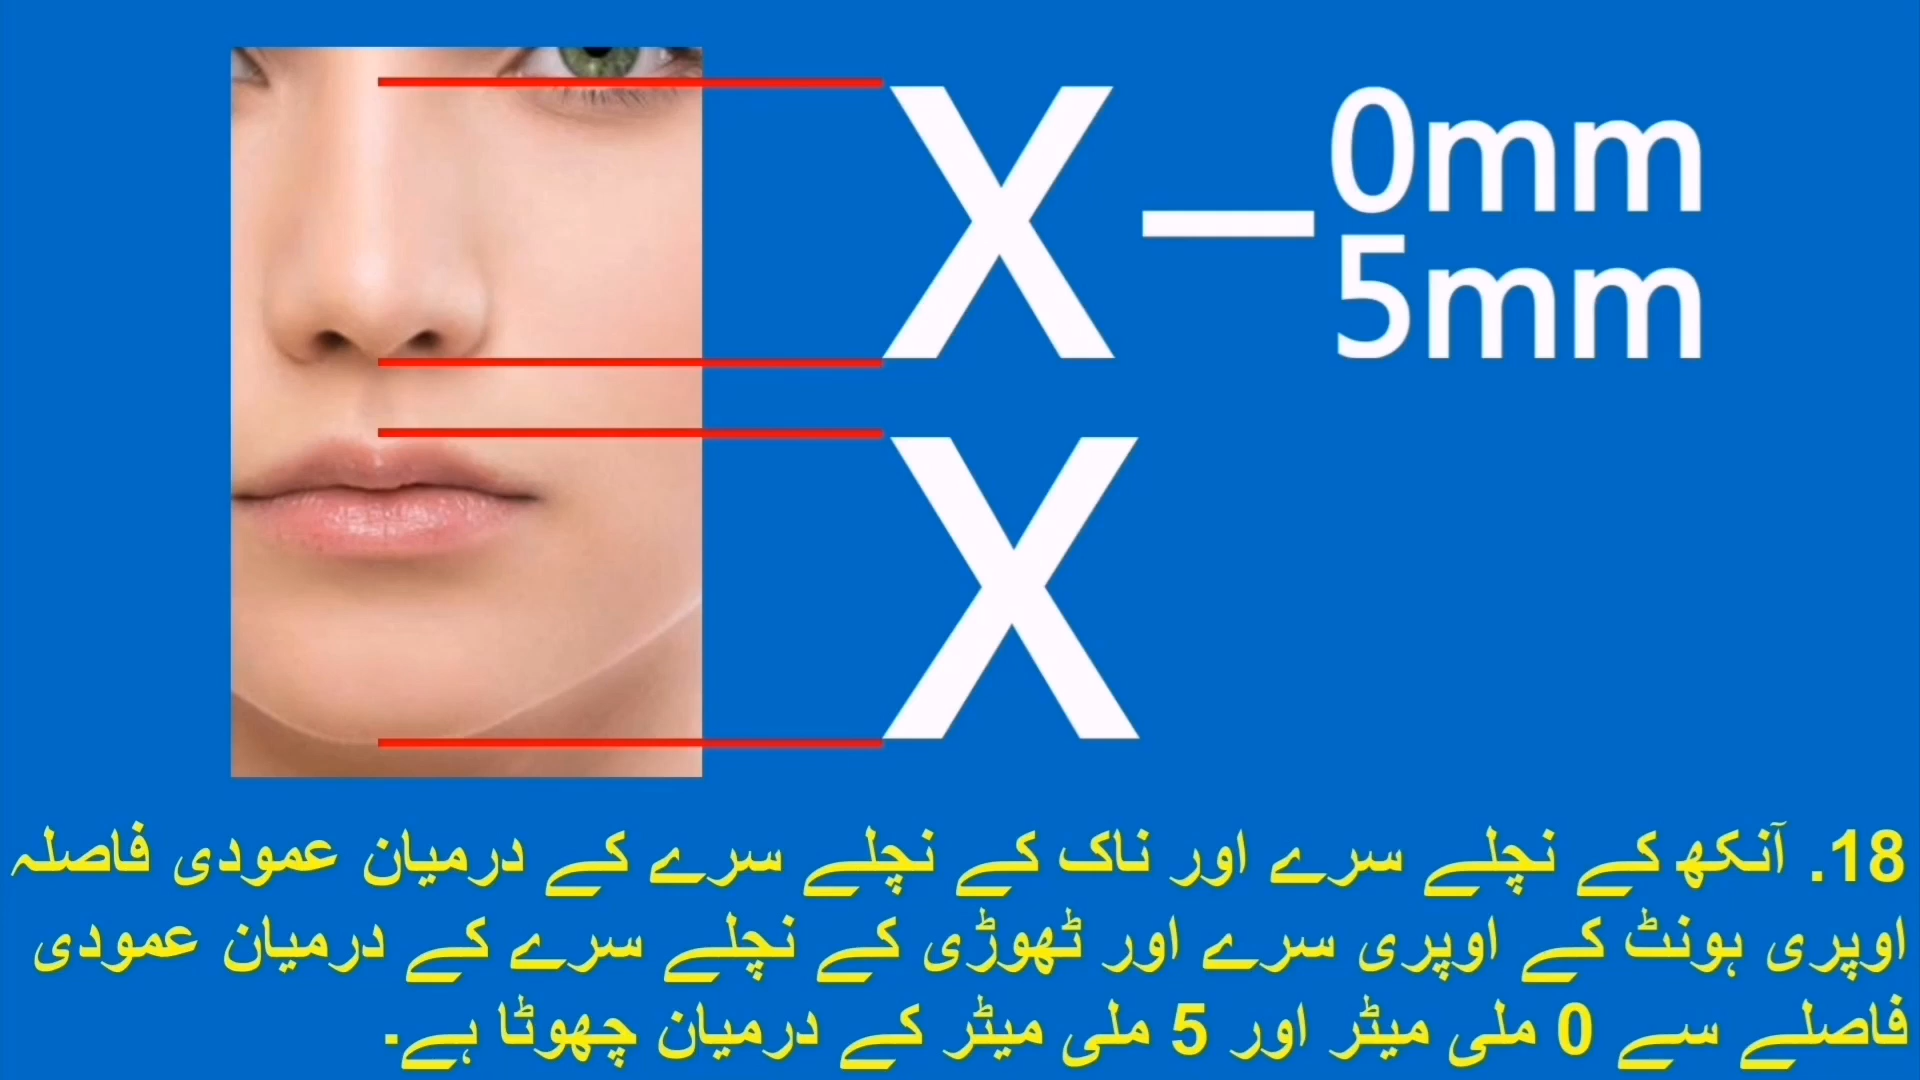 X – 0mm
5mm
X
18. آنکھ کے نچلے سرے اور ناک کے نچلے سرے کے درمیان عمودی فاصلہ
اوپری ہونٹ کے اوپری سرے اور ٹھوڑی کے نچلے سرے کے درمیان عمودی
فاصلے سے 0 ملی میٹر اور 5 ملی میٹر کے درمیان چھوٹا ہے۔